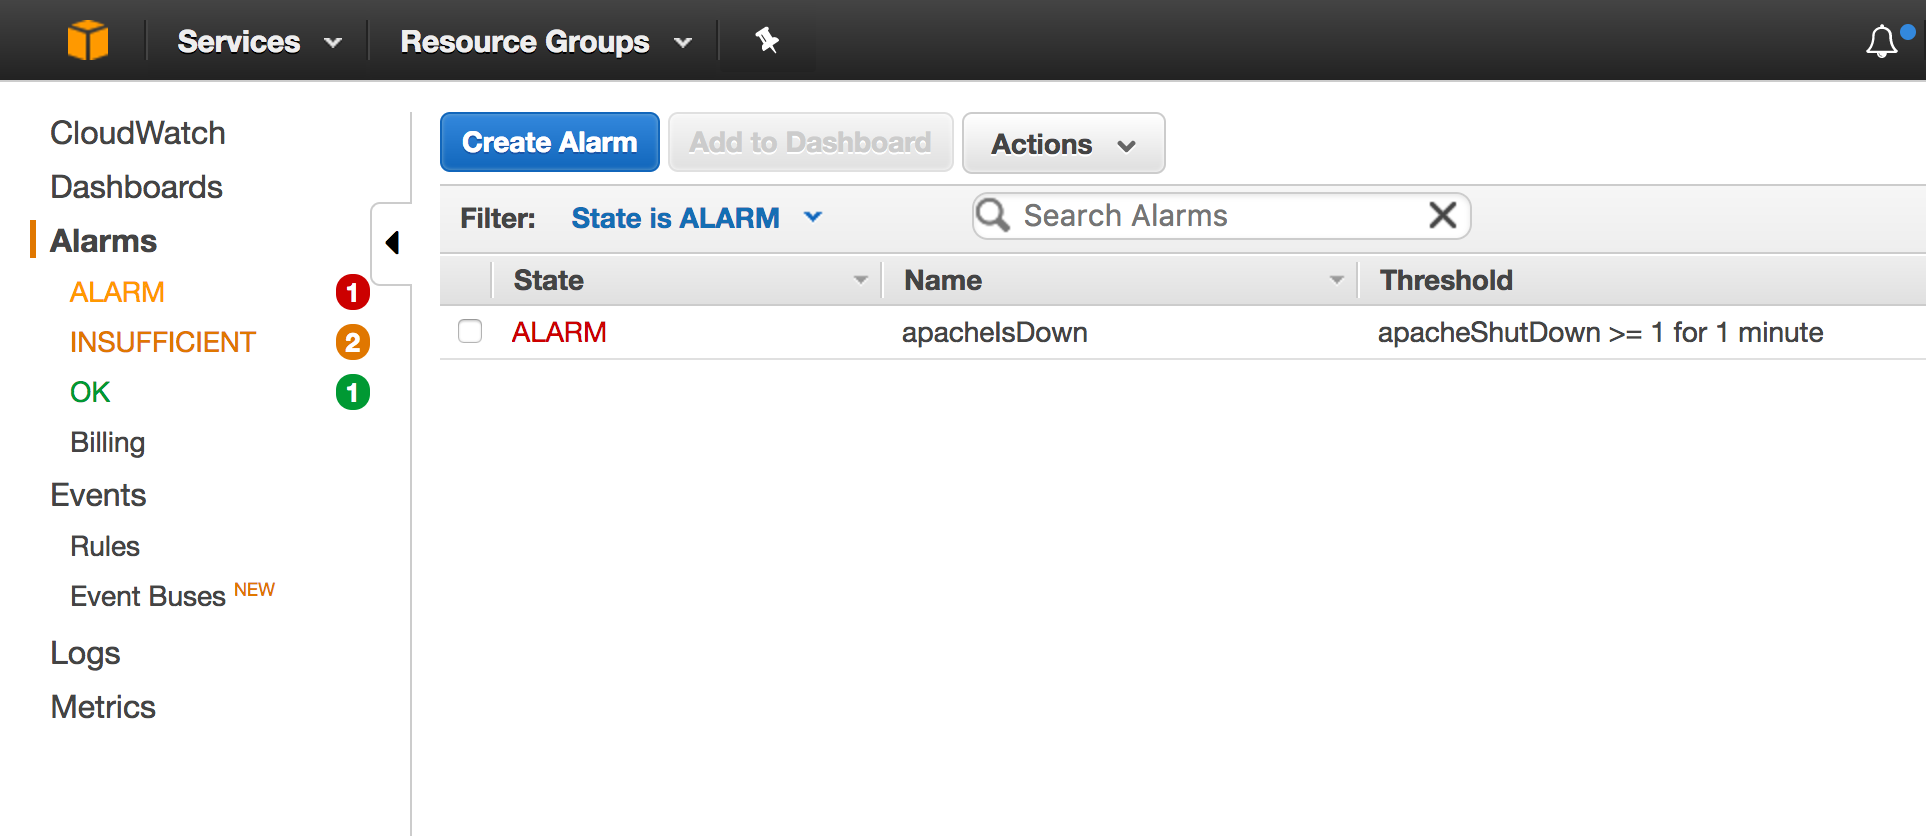 Services
Resource Groups
CloudWatch
Dashboards
Alarms
ALARM 1
INSUFFICIENT 2
OK 1
Billing
Events
Rules
Event Buses NEW
Logs
Metrics
Create Alarm
Add to Dashboard
Actions
Filter: State is ALARM
Search Alarms
State Name Threshold
ALARM apacheIsDown apacheShutDown >= 1 for 1 minute